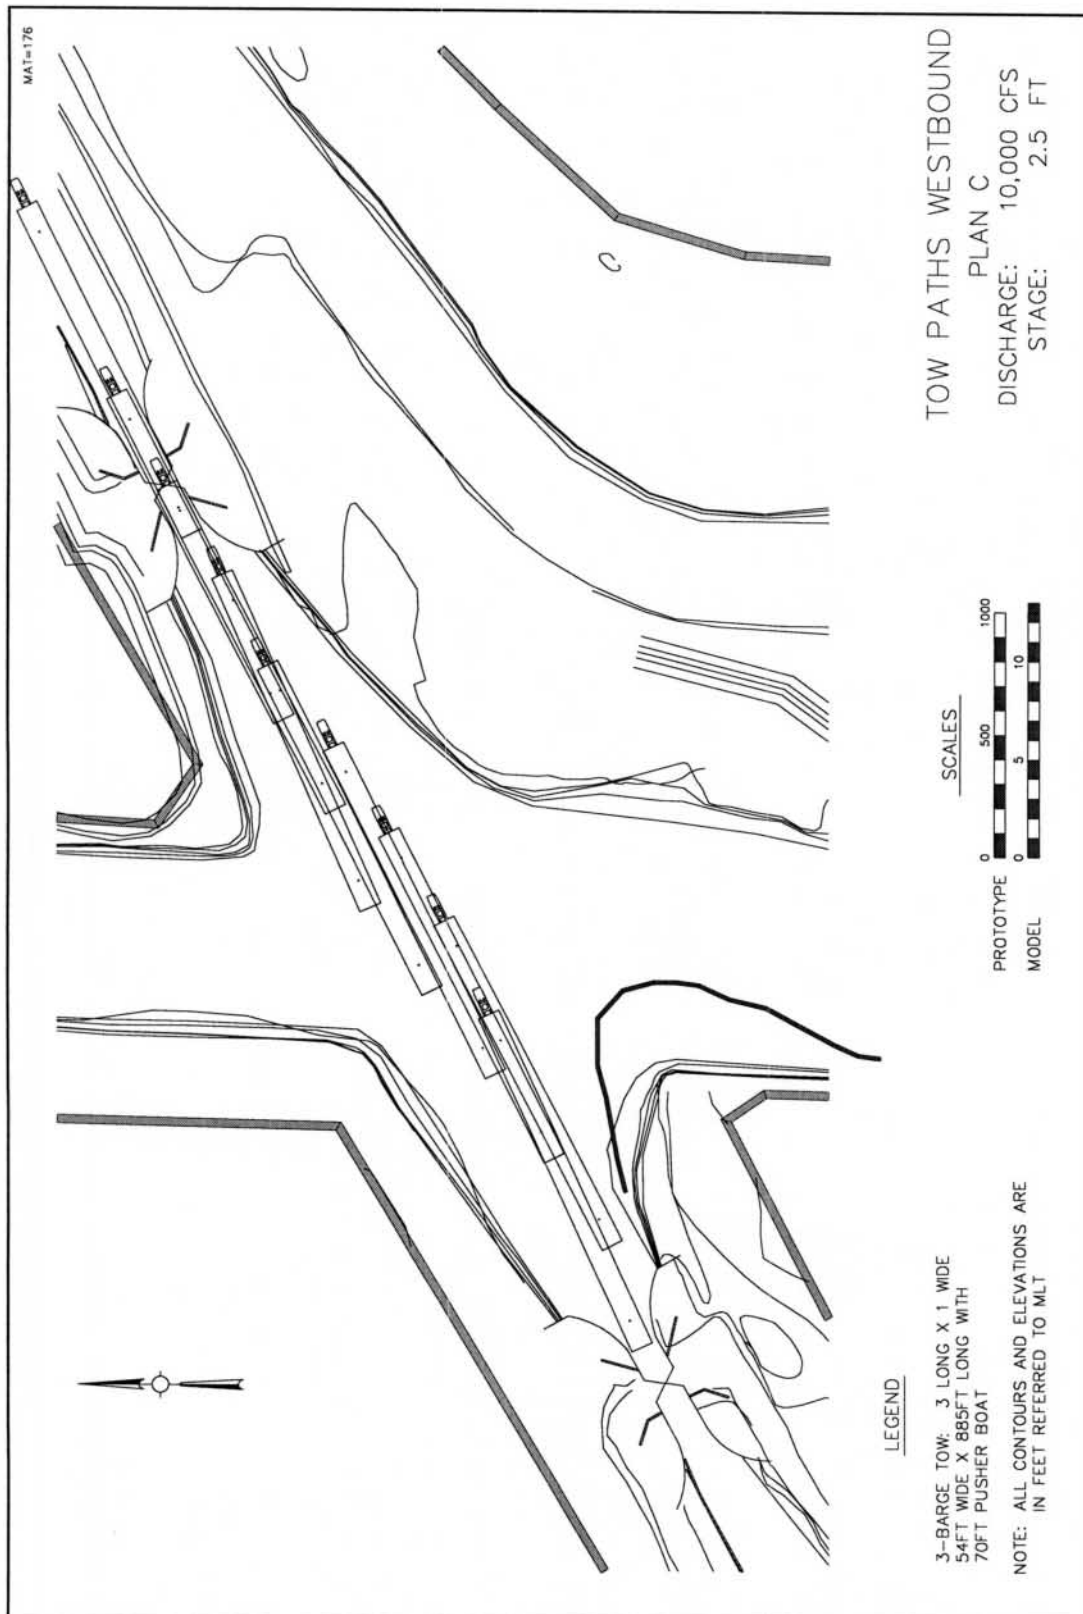 MAT=176
TOW PATHS WESTBOUND
PLAN C
DISCHARGE: 10,000 CFS
STAGE: 2.5 FT
SCALES
PROTOTYPE 0 500 1000
MODEL 0 5 10
LEGEND
3-BARGE TOW: 3 LONG X 1 WIDE
54FT WIDE X 885FT LONG WITH
70FT PUSHER BOAT
NOTE: ALL CONTOURS AND ELEVATIONS ARE
IN FEET REFERRED TO MLT